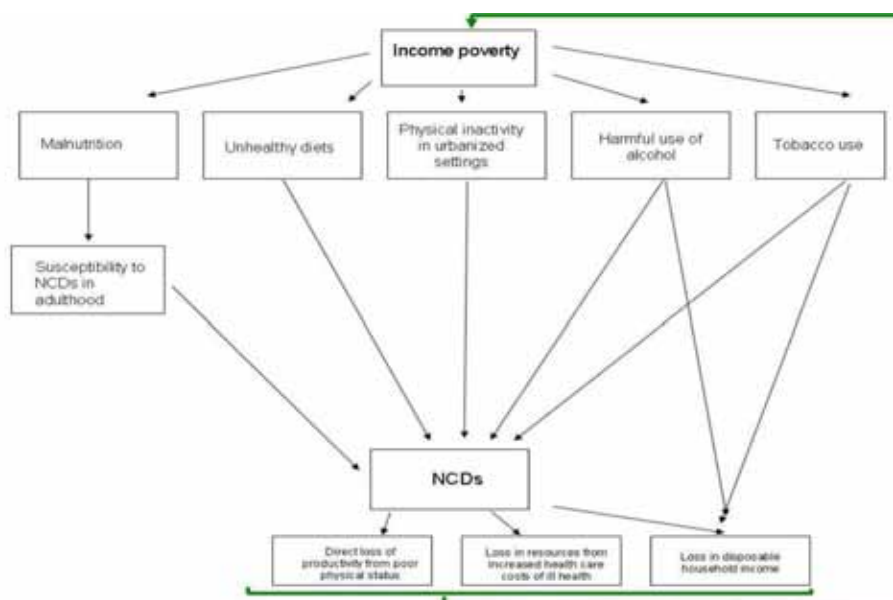 Income poverty
Malnutrition
Unhealthy diets
Physical inactivity
in urbanized
settings
Harmful use of
alcohol
Tobacco use
Susceptibility to
NCDs in
adulthood
NCDs
Direct loss of
productivity from poor
physical status
Loss in resources from
increased health care
costs of ill health
Loss in disposable
household income